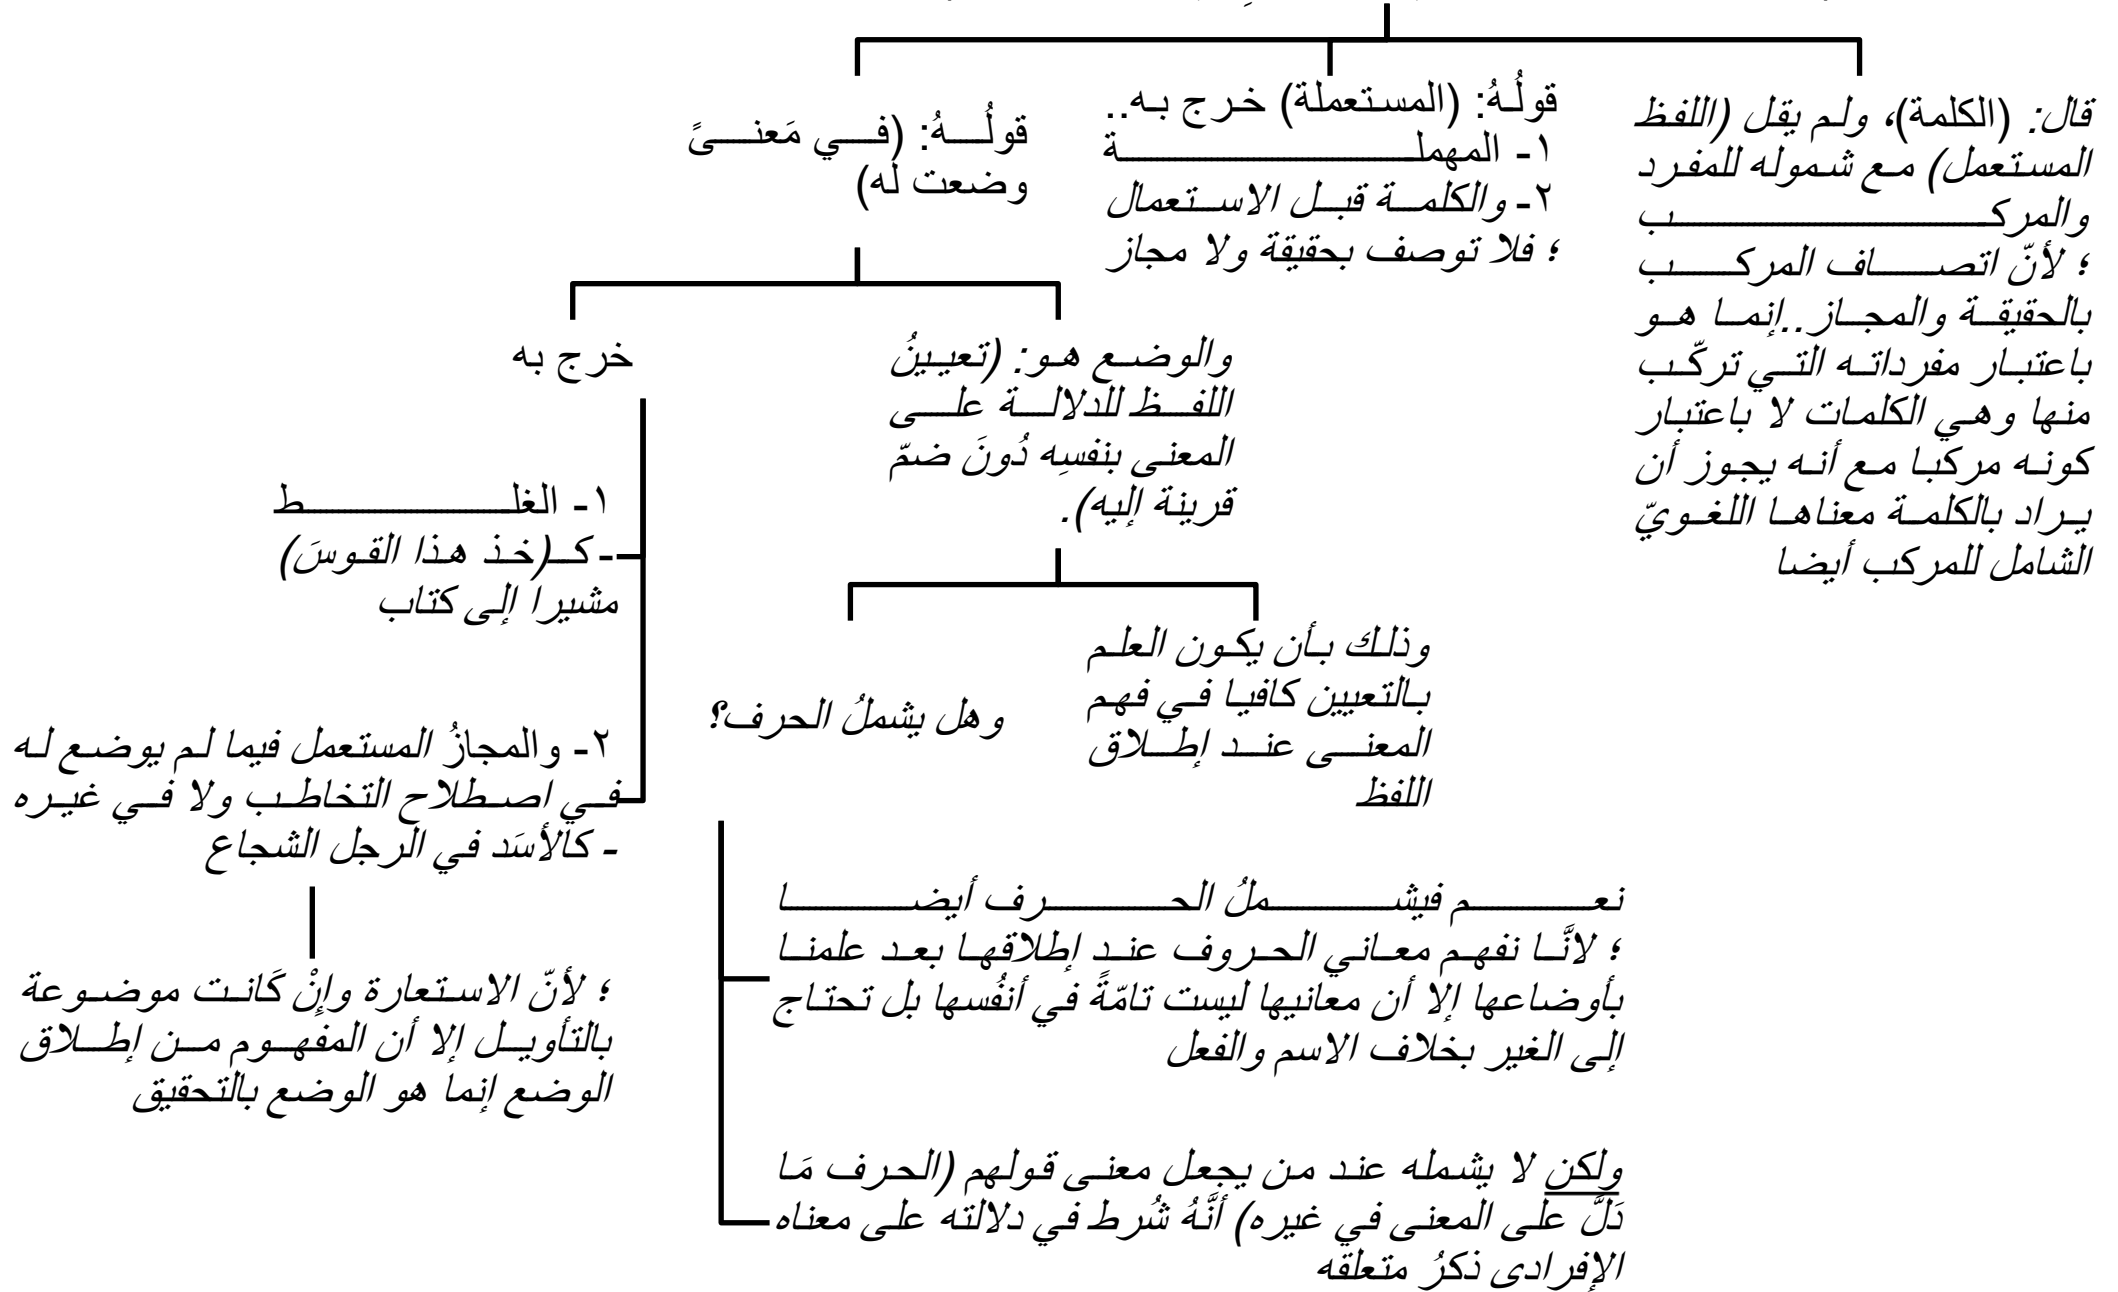 قال: (الكلمة)، ولم يقل (اللفظ
المستعمل) مع شموله للمفرد
والمركب
؛ لأنّ اتصاف المركب
بالحقيقة والمجاز..إنما هو
باعتبار مفرداته التي تركّب
منها وهي الكلمات لا باعتبار
كونه مركبا مع أنه يجوز أن
يراد بالكلمة معناها اللغويّ
الشامل للمركب أيضا
قولُهُ: (المستعملة) خرج به..
١- المهملة
٢- والكلمة قبل الاستعمال
؛ فلا توصف بحقيقة ولا مجاز
قولُهُ: (في مَعنىً
وضعت له)
والوضع هو: (تعيينُ
اللفظ للدلالة على
المعنى بنفسِه دُونَ ضمّ
قرينة إليه).
وذلك بأن يكون العلم
بالتعيين كافيا في فهم
المعنى عند إطلاق
اللفظ
وهل يشملُ الحرف؟
نعم فيشملُ الحرف أيضا
؛ لانَّا نفهم معاني الحروف عند إطلاقها بعد علمنا
بأوضاعها إلا أن معانيها ليست تامّةً في أنفُسها بل تحتاج
إلى الغير بخلاف الاسم والفعل
ولكن لا يشمله عند من يجعل معنى قولهم (الحرف مَا
دَلَّ على المعنى في غيره) أنَّهُ شُرط في دلالته على معناه
الإفرادى ذكرُ متعلقه
خرج به
١- الغلط
- كـ(خذ هذا القوسَ)
مشيرا إلى كتاب
٢- والمجازُ المستعمل فيما لم يوضع له
في اصطلاح التخاطب ولا في غيره
- كالأسَد في الرجل الشجاع
؛ لأنّ الاستعارة وإِنْ كَانت موضوعة
بالتأويل إلا أن المفهوم من إطلاق
الوضع إنما هو الوضع بالتحقيق